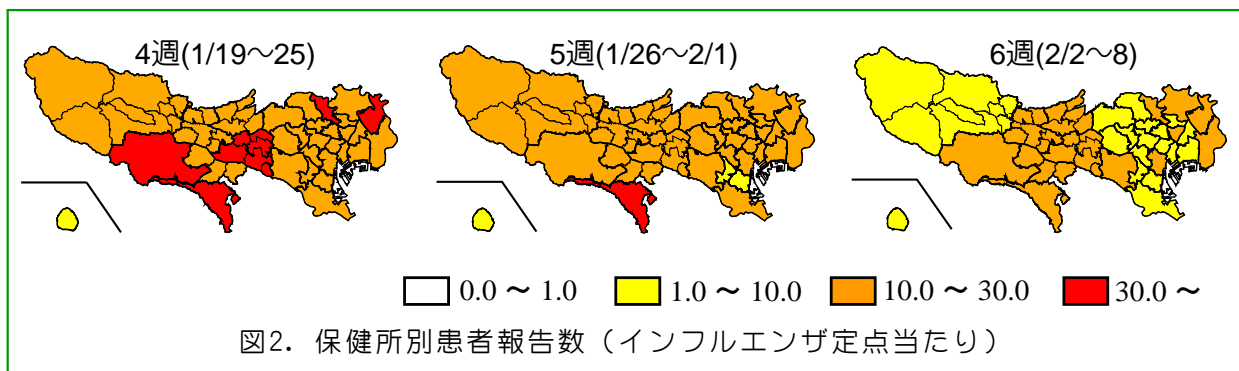 4週(1/19～25)
5週(1/26～2/1)
6週(2/2～8)
0.0 ～ 1.0
1.0 ～ 10.0
10.0 ～ 30.0
30.0 ～
図2．保健所別患者報告数（インフルエンザ定点当たり）